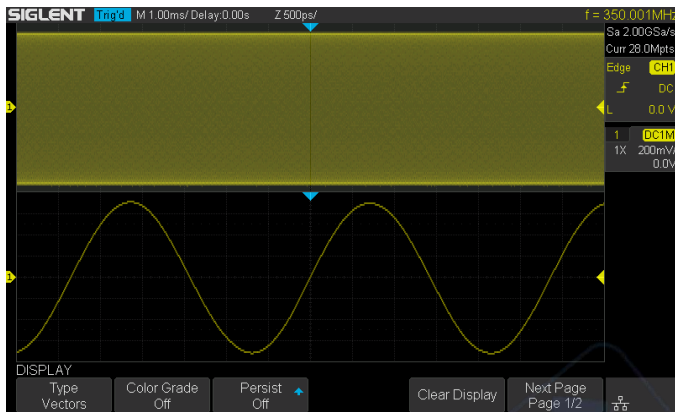 SIGLENT Trig'd M 1.00ms/ Delay:0.00s Z 500ps/ f = 350.001MHz
Sa 2.00GSa/s
Curr 28.0Mpts
Edge CH1
DC
L 0.0 V
1 DC1M
1X 200mV/
0.0V
1
1
DISPLAY
Type
Vectors
Color Grade
Off
Persist
Off
Clear Display
Next Page
Page 1/2